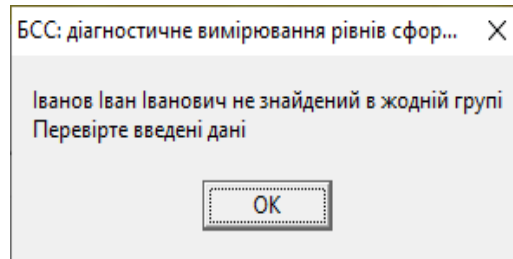 БСС: діагностичне вимірювання рівнів сфор...
Іванов Іван Іванович не знайдений в жодній групі
Перевірте введені дані
OK